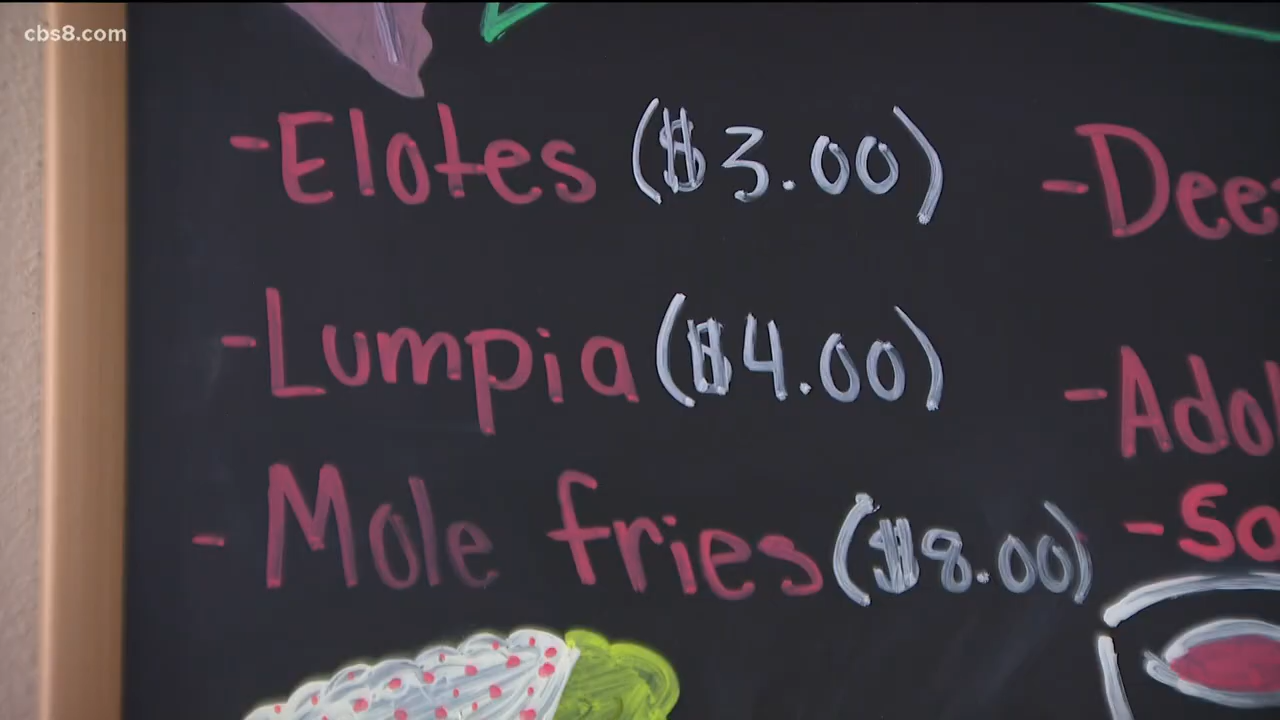 cbs8.com
-Elotes ($3.00)
-Lumpia ($4.00)
-Mole fries ($8.00)